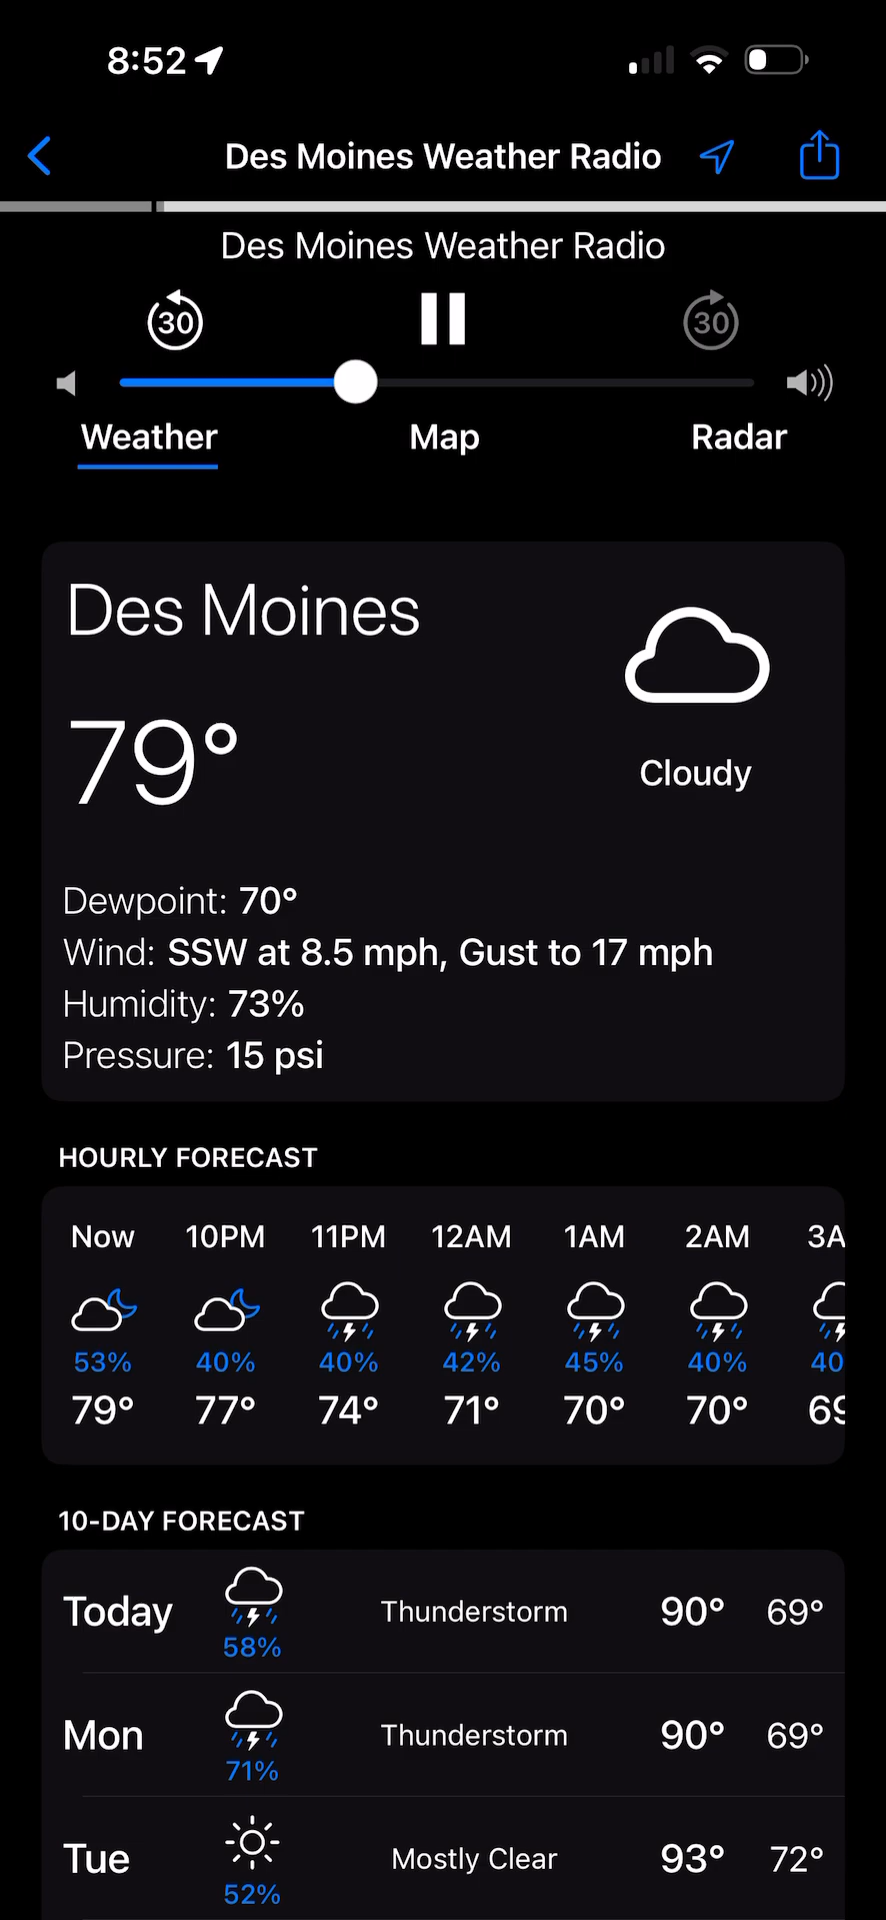 8:52
Des Moines Weather Radio
Des Moines Weather Radio
30 30
Weather Map Radar
Des Moines
79°
Cloudy
Dewpoint: 70°
Wind: SSW at 8.5 mph, Gust to 17 mph
Humidity: 73%
Pressure: 15 psi
HOURLY FORECAST
Now 10PM 11PM 12AM 1AM 2AM 3A
53% 40% 40% 42% 45% 40% 40
79° 77° 74° 71° 70° 70° 69
10-DAY FORECAST
Today Thunderstorm 90° 69°
58%
Mon Thunderstorm 90° 69°
71%
Tue Mostly Clear 93° 72°
52%